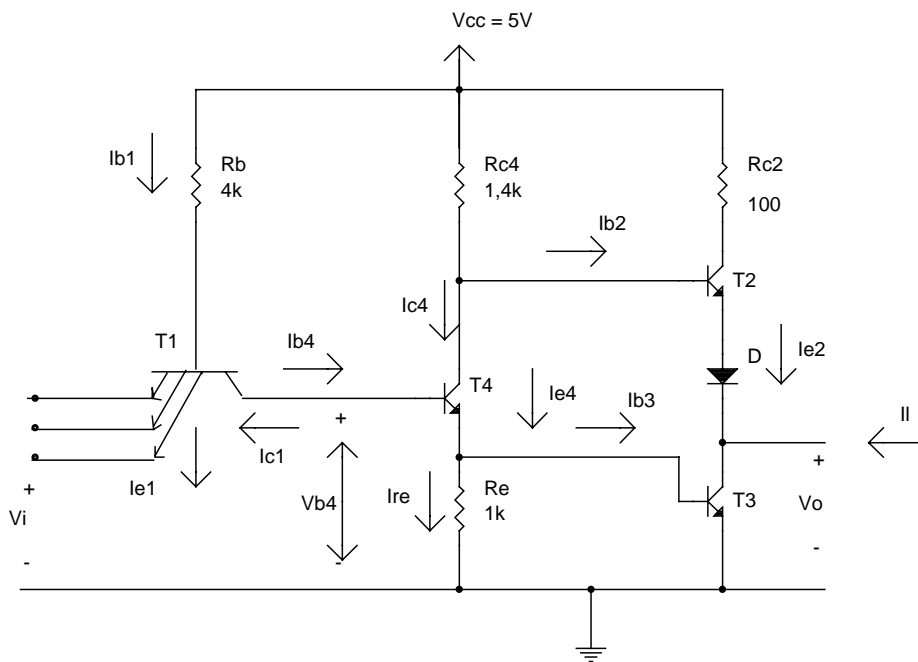 Vcc = 5V
Ib1
Rb
4k
Rc4
1,4k
Rc2
100
Ib2
T2
Ic4
T1
Ib4
D
Ie2
T4
Ie4
Ib3
Il
+
Ic1
+
+
Ie1
Vi
Vb4
Ire
Re
1k
T3
Vo
-
-
-